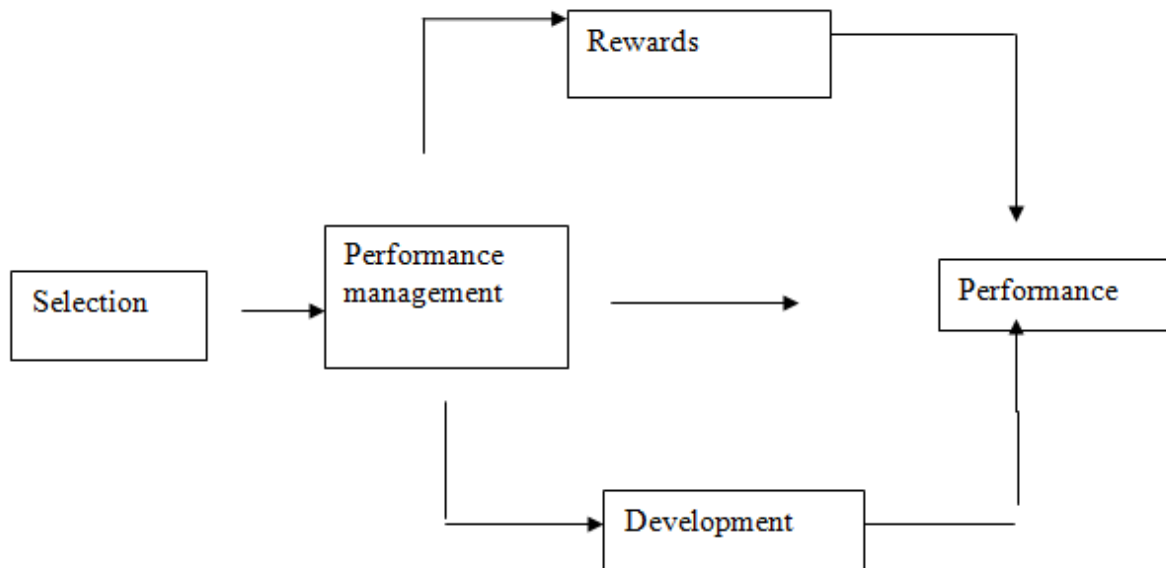 Rewards
Performance
management
Selection
Performance
Development